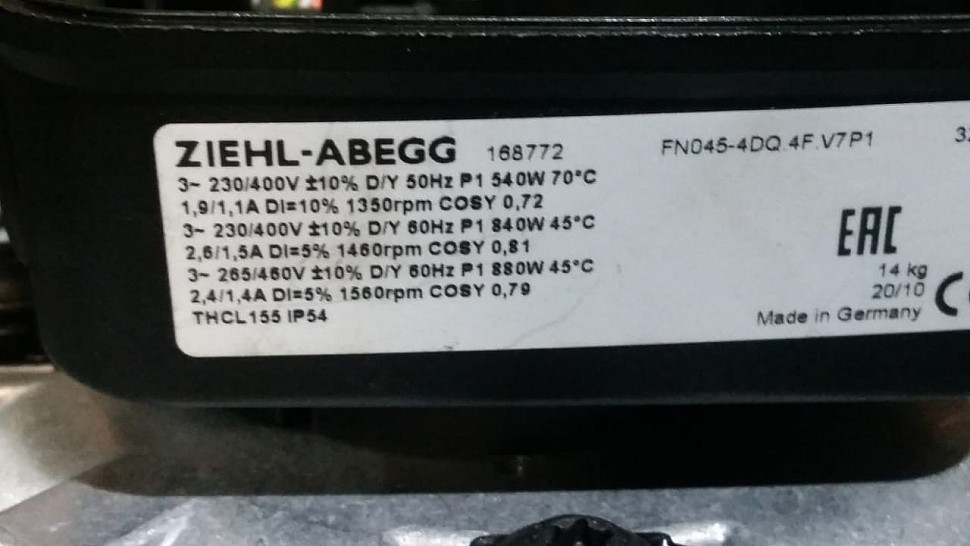 ZIEHL-ABEGG 168772 FN045-4DQ.4F.V7P1
3~ 230/400V ±10% D/Y 50Hz P1 540W 70°C
1,9/1,1A DI=10% 1350rpm COSY 0,72
3~ 230/400V ±10% D/Y 60Hz P1 840W 45°C
2,6/1,5A DI=5% 1460rpm COSY 0,81
3~ 265/460V ±10% D/Y 60Hz P1 880W 45°C
2,4/1,4A DI=5% 1560rpm COSY 0,79
THCL155 IP54
EAC
14 kg
20/10
Made in Germany